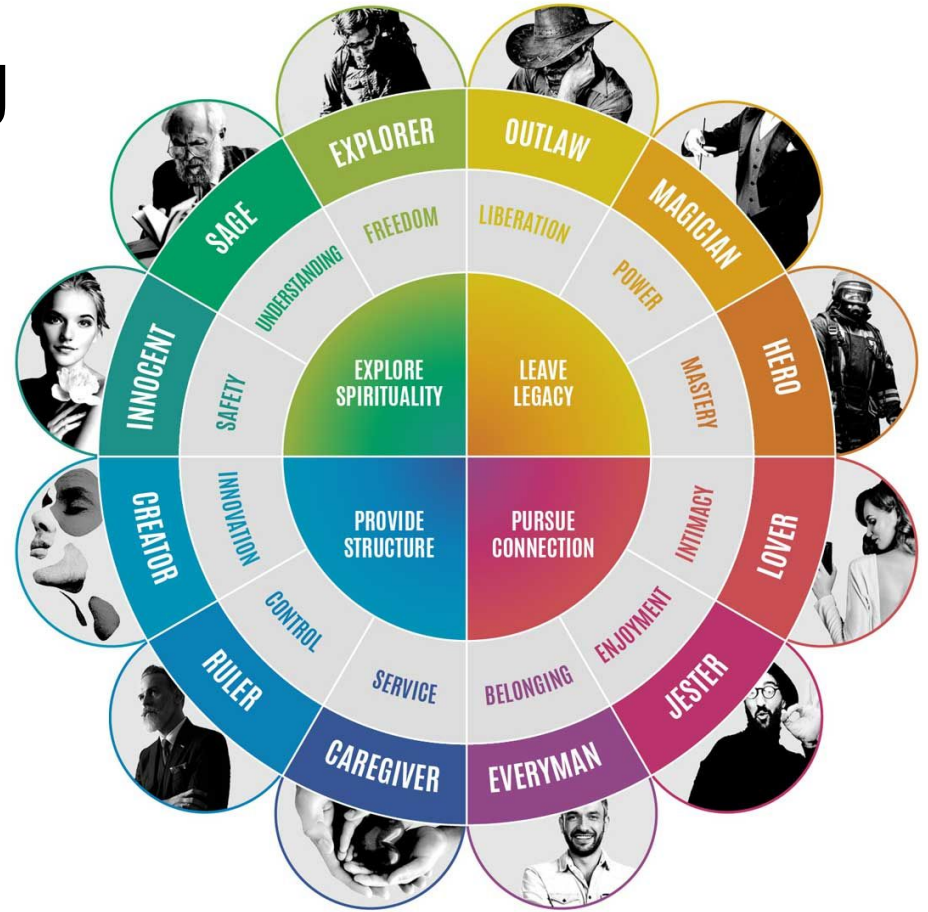 g
EXPLORER
OUTLAW
MAGICIAN
HERO
LOVER
JESTER
EVERYMAN
CAREGIVER
RULER
CREATOR
INNOCENT
SAGE
FREEDOM
LIBERATION
POWER
MASTERY
INTIMACY
ENJOYMENT
BELONGING
SERVICE
CONTROL
INNOVATION
SAFETY
UNDERSTANDING
EXPLORE
SPIRITUALITY
LEAVE
LEGACY
PROVIDE
STRUCTURE
PURSUE
CONNECTION